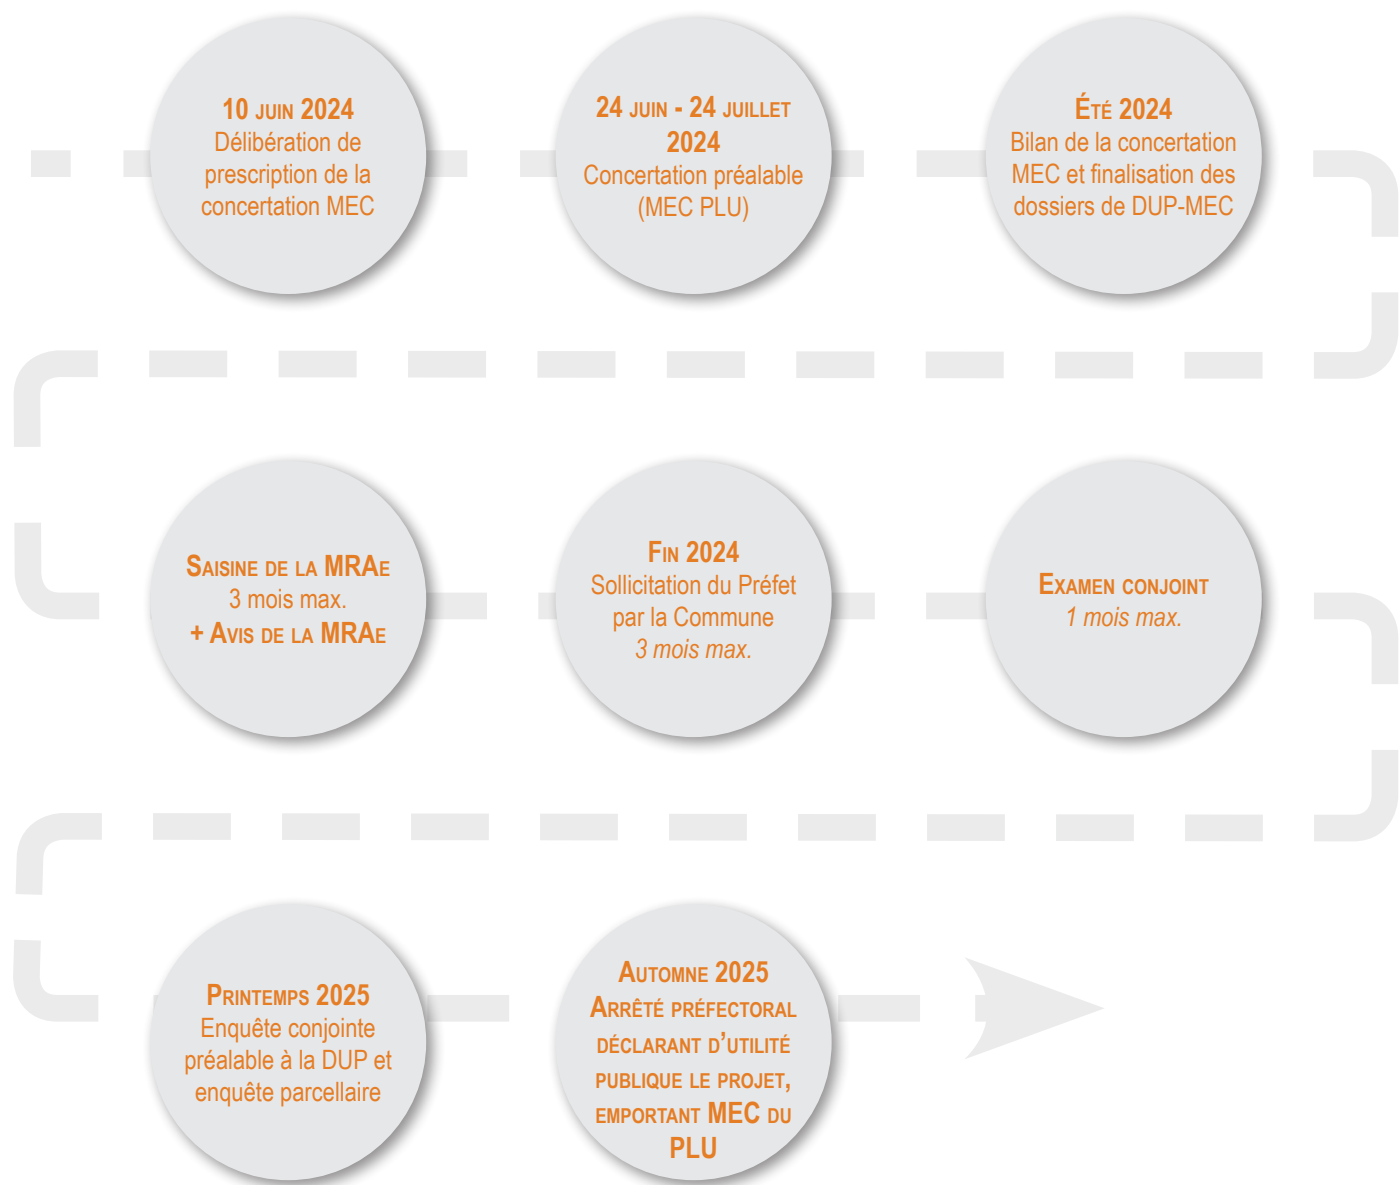 10 juin 2024
Délibération de
prescription de la
concertation MEC
24 juin - 24 juillet
2024
Concertation préalable
(MEC PLU)
Été 2024
Bilan de la concertation
MEC et finalisation des
dossiers de DUP-MEC
Saisine de la MRAe
3 mois max.
+ Avis de la MRAe
Fin 2024
Sollicitation du Préfet
par la Commune
3 mois max.
Examen conjoint
1 mois max.
Printemps 2025
Enquête conjointe
préalable à la DUP et
enquête parcellaire
Automne 2025
Arrêté préfectoral
déclarant d’utilité
publique le projet,
emportant MEC du
PLU